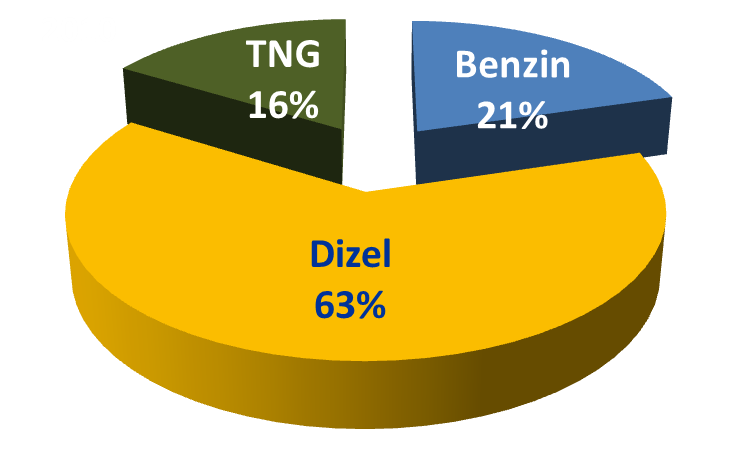 TNG
16%
Benzin
21%
Dizel
63%